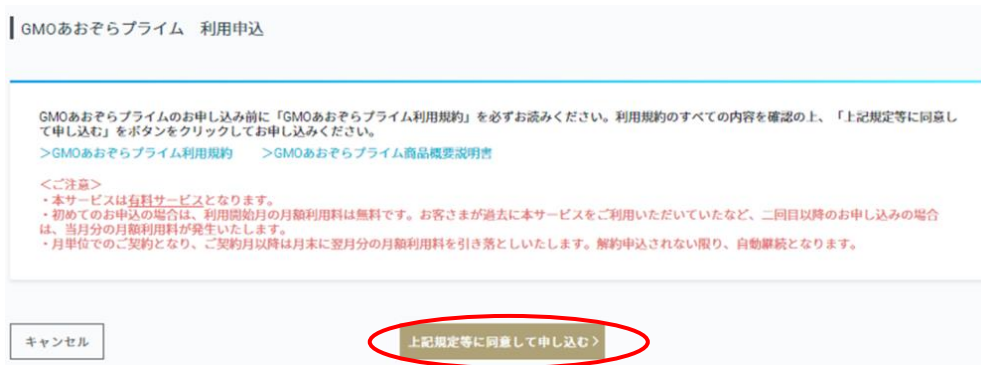 GMOあおぞらプライム　利用申込
GMOあおぞらプライムのお申し込み前に「GMOあおぞらプライム利用規約」を必ずお読みください。利用規約のすべての内容を確認の上、「上記規定等に同意し
て申し込む」をボタンをクリックしてお申し込みください。
＞GMOあおぞらプライム利用規約　　＞GMOあおぞらプライム商品概要説明書
＜ご注意＞
・本サービスは有料サービスとなります。
・初めてのお申込の場合は、利用開始月の月額利用料は無料です。お客さまが過去に本サービスをご利用いただいていたなど、二回目以降のお申し込みの場合
は、当月分の月額利用料が発生いたします。
・月単位でのご契約となり、ご契約月以降は月末に翌月分の月額利用料を引き落としいたします。解約申込されない限り、自動継続となります。
キャンセル
上記規定等に同意して申し込む＞